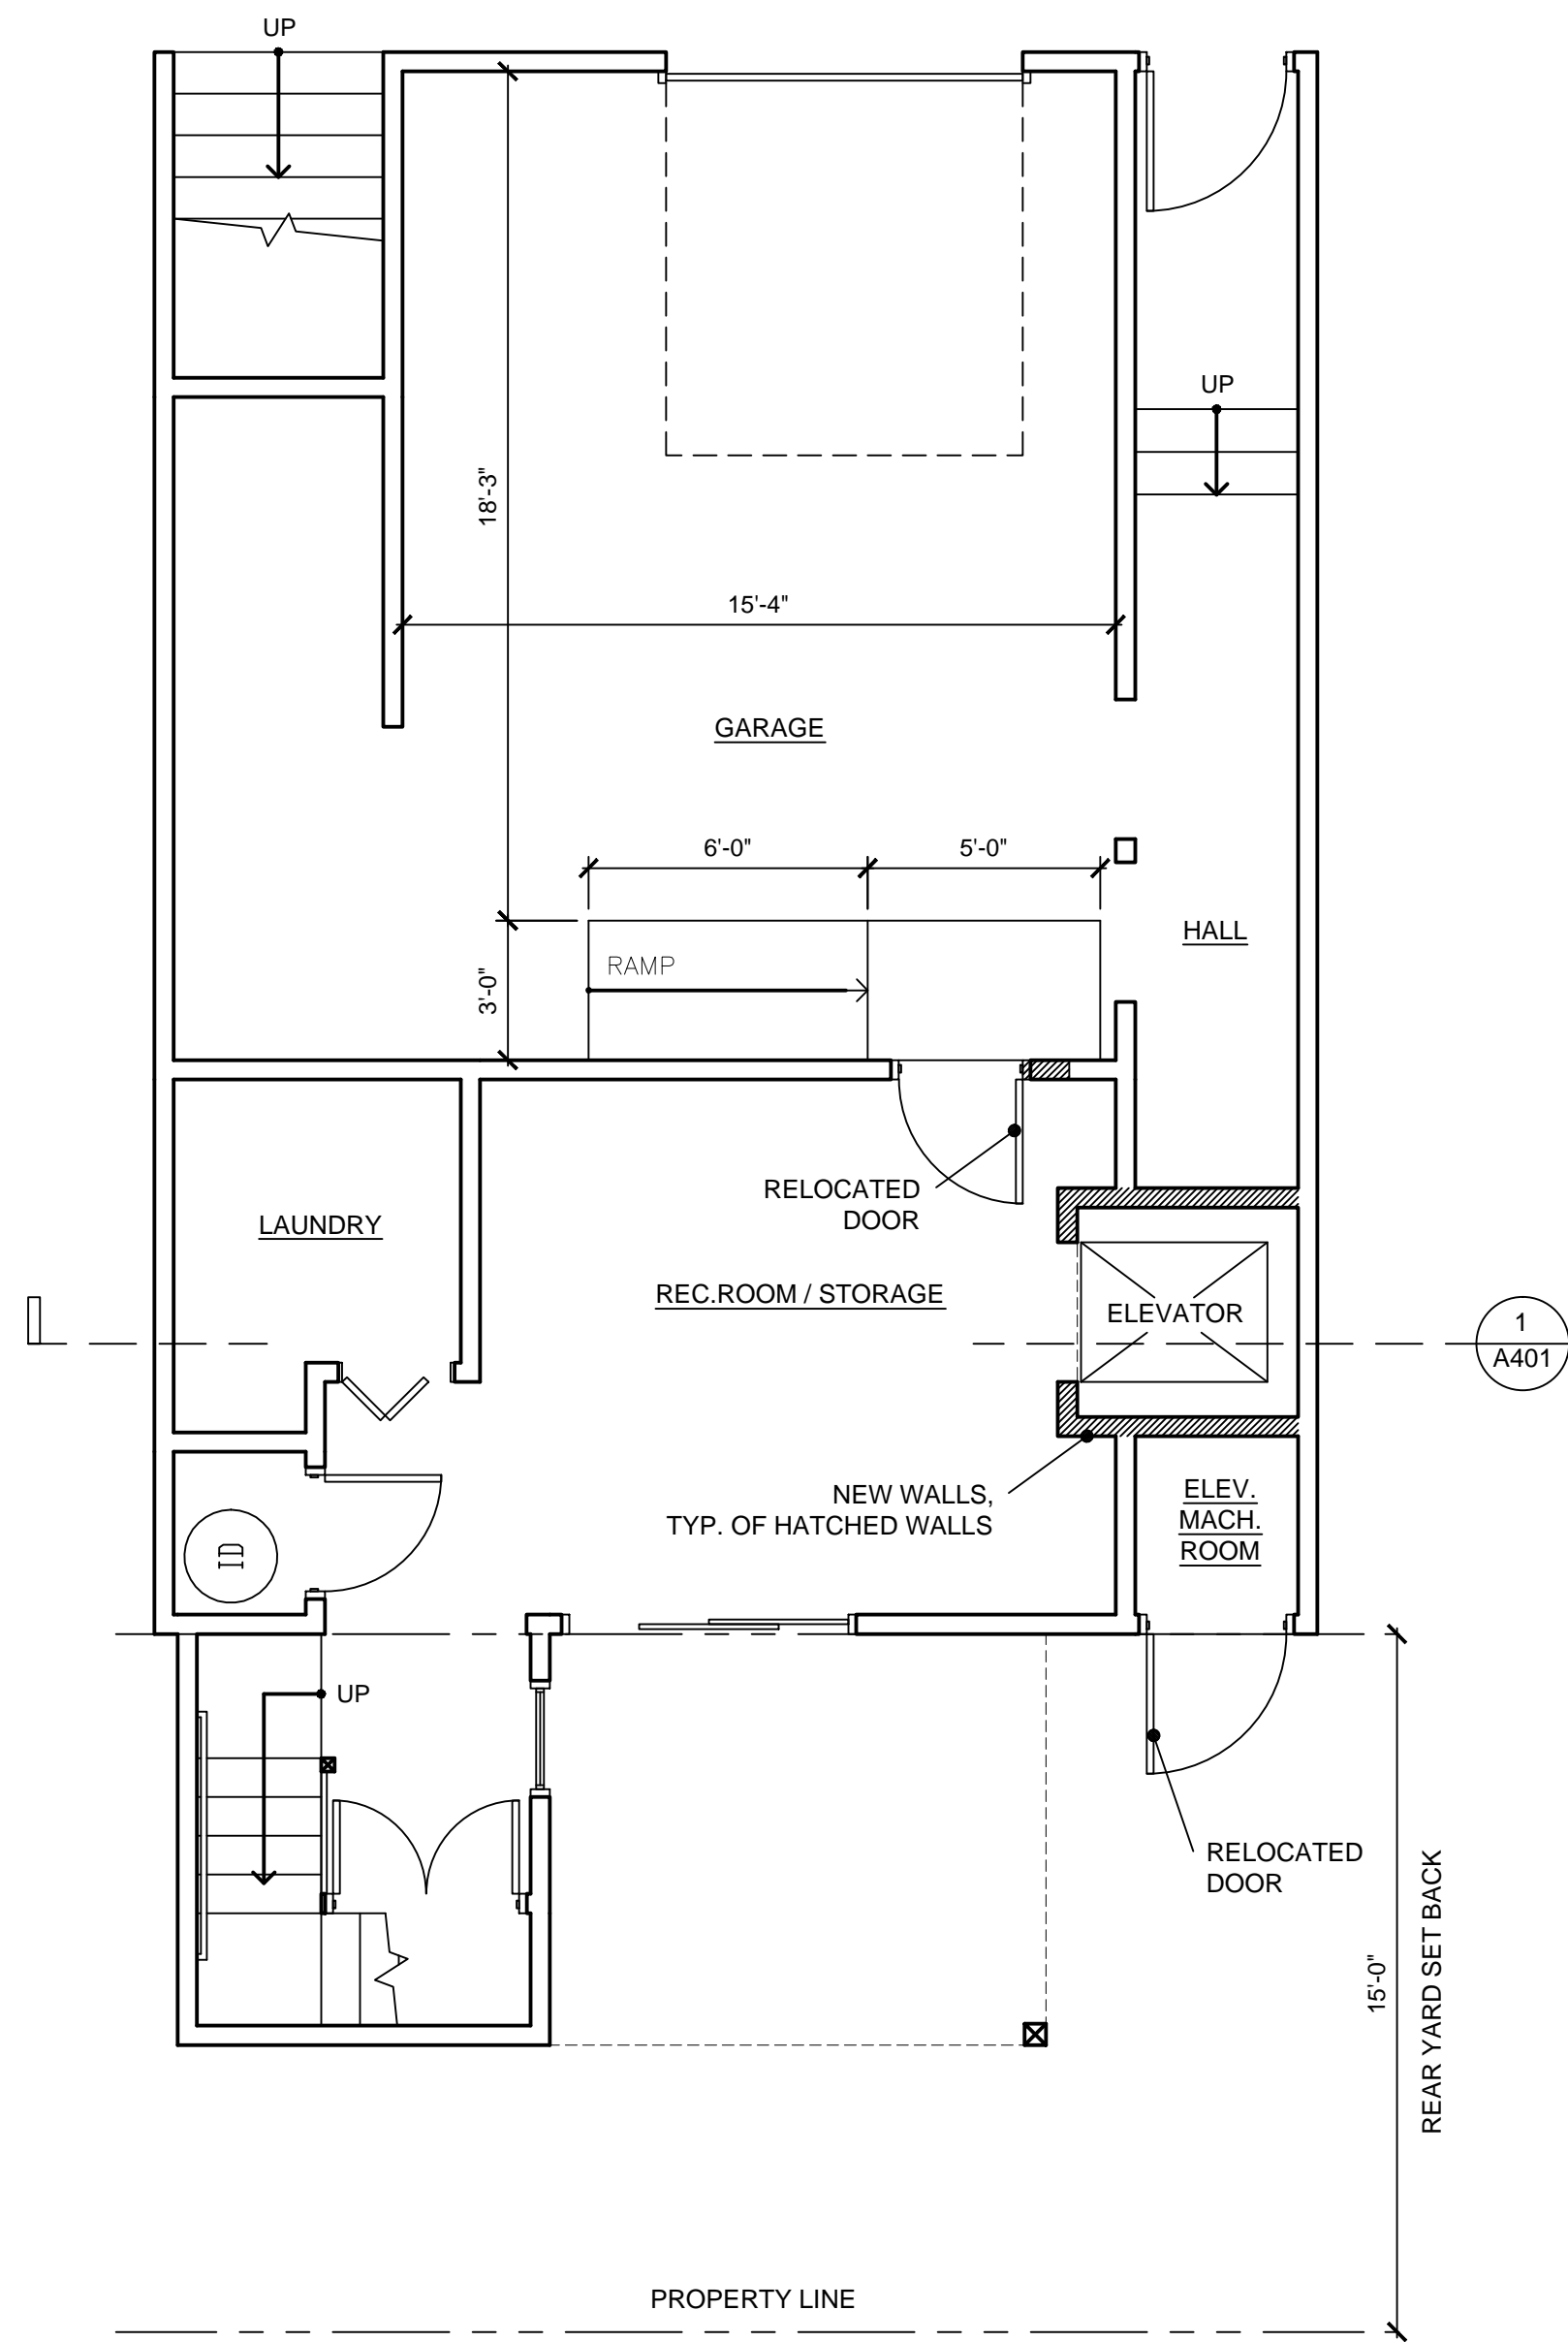 UP
UP
18'-3"
15'-4"
GARAGE
6'-0"
5'-0"
HALL
RAMP
3'-0"
RELOCATED
DOOR
LAUNDRY
REC.ROOM / STORAGE
ELEVATOR
1
A401
NEW WALLS,
TYP. OF HATCHED WALLS
ELEV.
MACH.
ROOM
UP
RELOCATED
DOOR
15'-0"
REAR YARD SET BACK
PROPERTY LINE